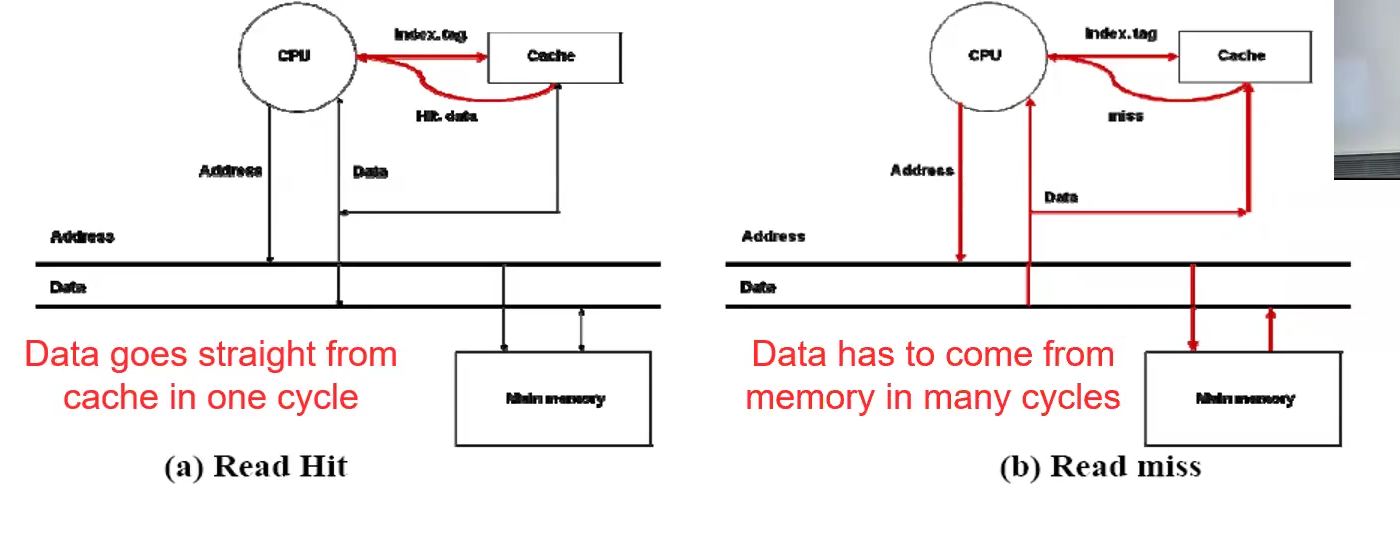 CPU
Index.tag
Cache
Hit. data
Address
Data
Address
Data
Data goes straight from
cache in one cycle
Main memory
(a) Read Hit
CPU
Index.tag
Cache
miss
Address
Data
Address
Data
Data has to come from
memory in many cycles
Main memory
(b) Read miss